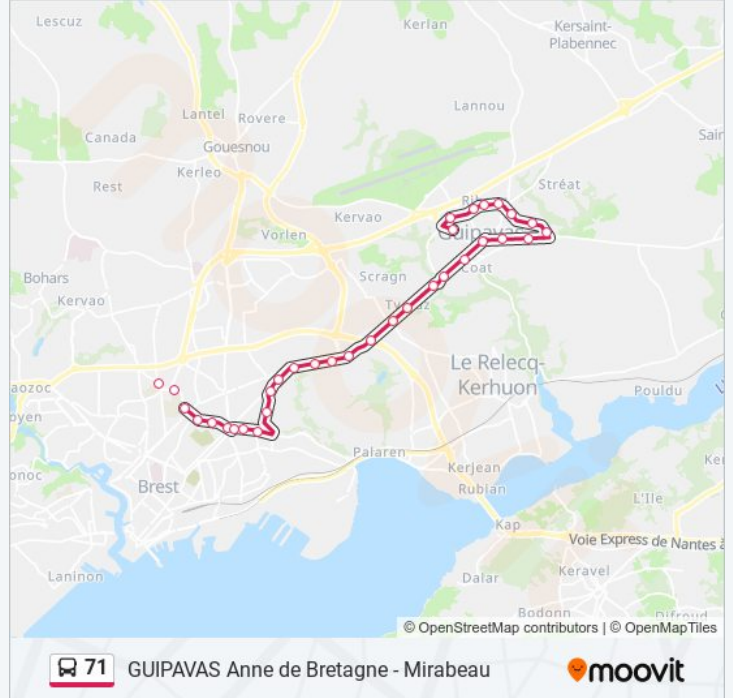 Lescuz
Kerlan
Kersaint-
Plabennec
Lannou
Lantel
Rovere
Canada
Gouesnou
Sair
Kerleo
Rest
Stréat
Kervao
Vorlen
Guipavas
Coat
Scragn
Bohars
Kervao
Le Relecq-
Kerhuon
Pouldu
aozoc
oyen
Palaren
Kerjean
Rubian
onoc
Brest
L'Ile
Kap
Voie Express de Nantes à
Laninon
Dalar
Keravel
Bodonn
Difroud
© OpenStreetMap contributors | © OpenMapTiles
71 GUIPAVAS Anne de Bretagne - Mirabeau
moovit